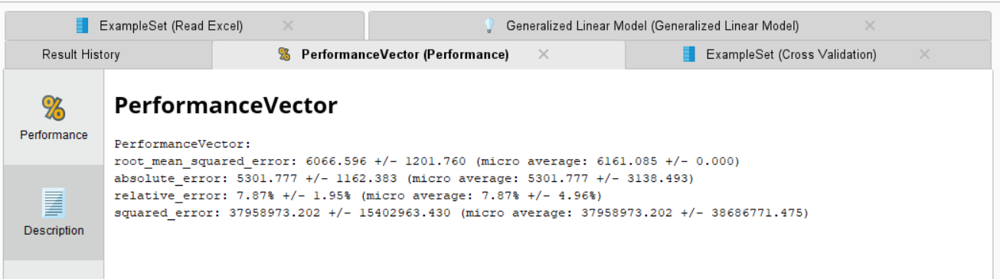 ExampleSet (Read Excel)
Generalized Linear Model (Generalized Linear Model)
Result History
PerformanceVector (Performance)
ExampleSet (Cross Validation)
%
Performance
Description
PerformanceVector
PerformanceVector:
root_mean_squared_error: 6066.596 +/- 1201.760 (micro average: 6161.085 +/- 0.000)
absolute_error: 5301.777 +/- 1162.383 (micro average: 5301.777 +/- 3138.493)
relative_error: 7.87% +/- 1.95% (micro average: 7.87% +/- 4.96%)
squared_error: 37958973.202 +/- 15402963.430 (micro average: 37958973.202 +/- 38686771.475)